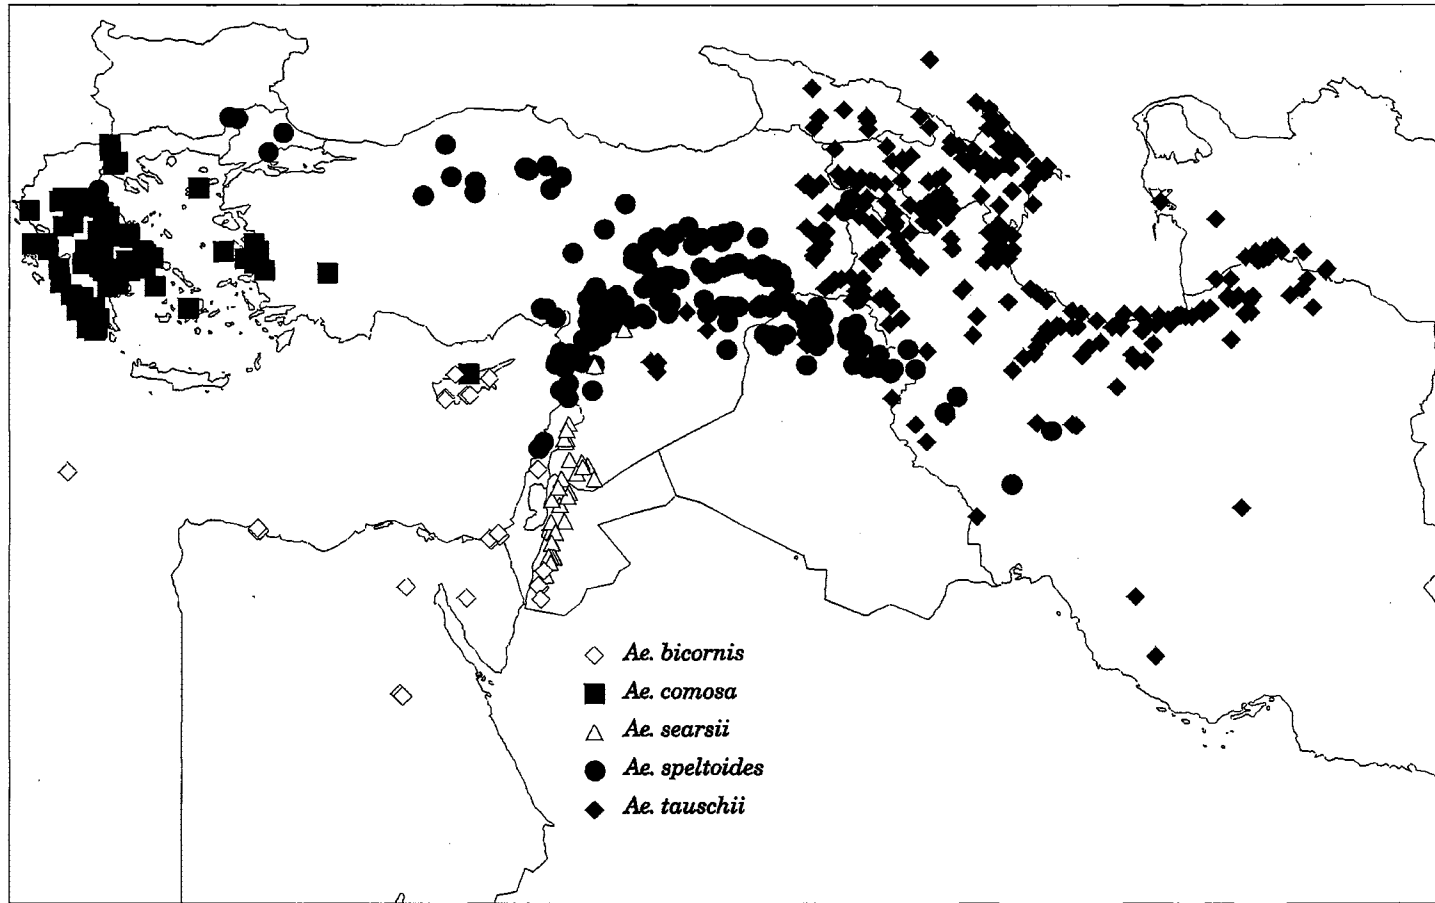 Ae. bicornis
Ae. comosa
Ae. searsii
Ae. speltoides
Ae. tauschii